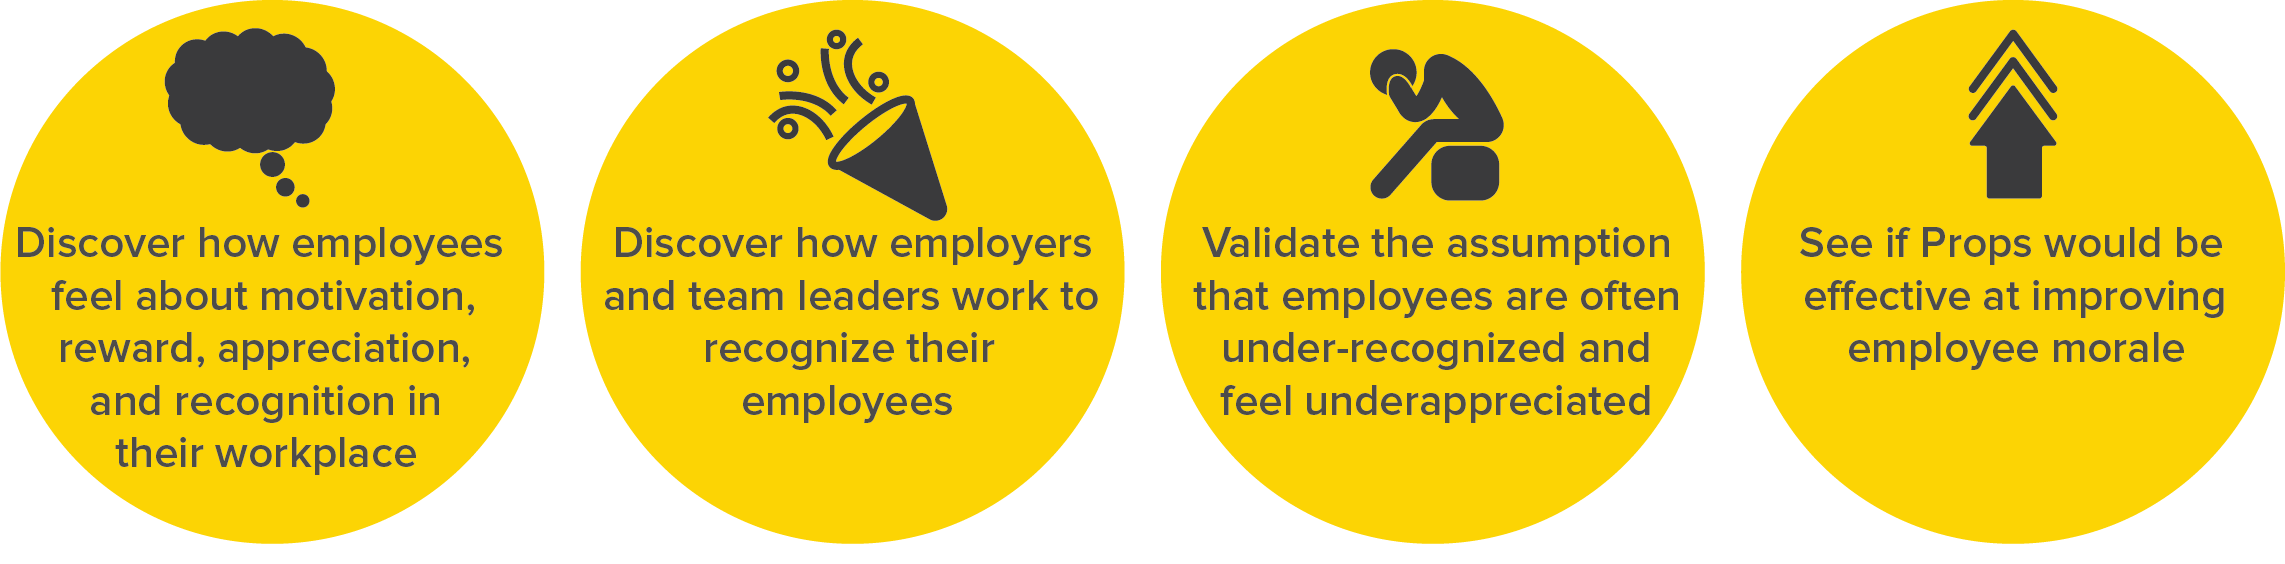 Discover how employees
feel about motivation,
reward, appreciation,
and recognition in
their workplace
Discover how employers
and team leaders work to
recognize their
employees
Validate the assumption
that employees are often
under-recognized and
feel underappreciated
See if Props would be
effective at improving
employee morale